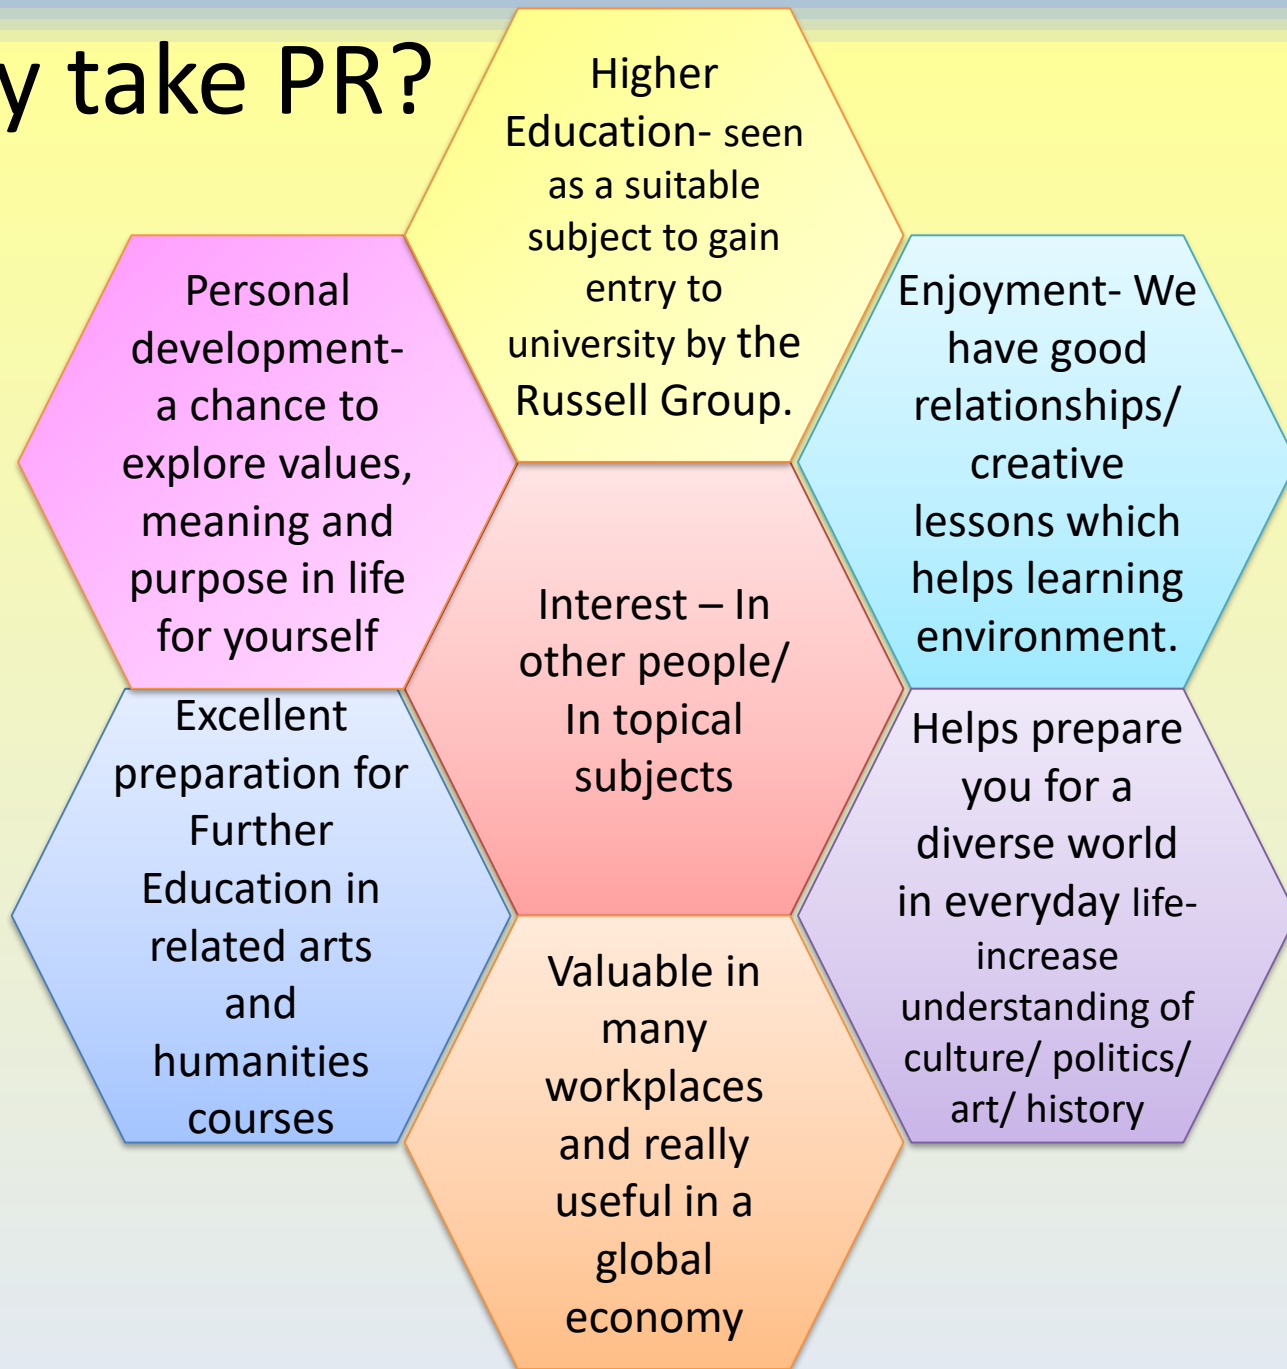 y take PR?
Higher
Education- seen
as a suitable
subject to gain
entry to
university by the
Russell Group.
Personal
development-
a chance to
explore values,
meaning and
purpose in life
for yourself
Enjoyment- We
have good
relationships/
creative
lessons which
helps learning
environment.
Interest – In
other people/
In topical
subjects
Excellent
preparation for
Further
Education in
related arts
and
humanities
courses
Helps prepare
you for a
diverse world
in everyday life-
increase
understanding of
culture/ politics/
art/ history
Valuable in
many
workplaces
and really
useful in a
global
economy